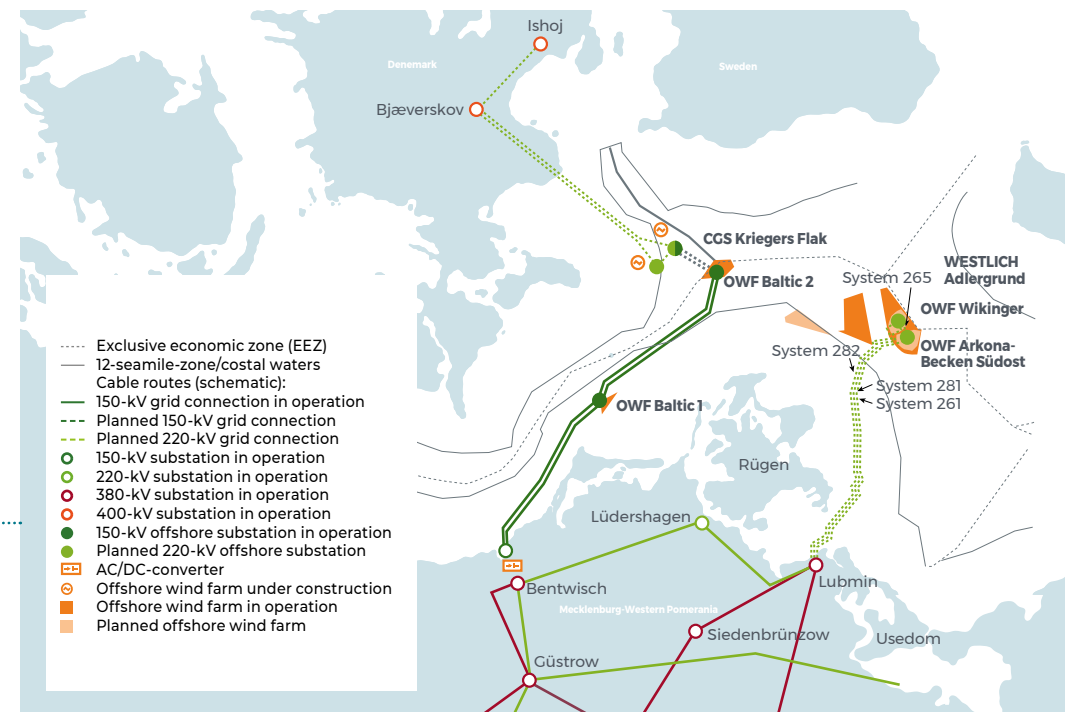 Ishoj
Denemark
Sweden
Bjæverskov
CGS Kriegers Flak
WESTLICH
Adlergrund
System 265
OWF Baltic 2
OWF Wikinger
OWF Arkona-
Becken Südost
System 282
System 281
System 261
OWF Baltic 1
Exclusive economic zone (EEZ)
12-seamile-zone/costal waters
Cable routes (schematic):
150-kV grid connection in operation
Planned 150-kV grid connection
Planned 220-kV grid connection
150-kV substation in operation
220-kV substation in operation
380-kV substation in operation
400-kV substation in operation
150-kV offshore substation in operation
Planned 220-kV offshore substation
AC/DC-converter
Offshore wind farm under construction
Offshore wind farm in operation
Planned offshore wind farm
Rügen
Lüdershagen
Lubmin
Bentwisch
Mecklenburg-Western Pomerania
Siedenbrünzow
Usedom
Güstrow